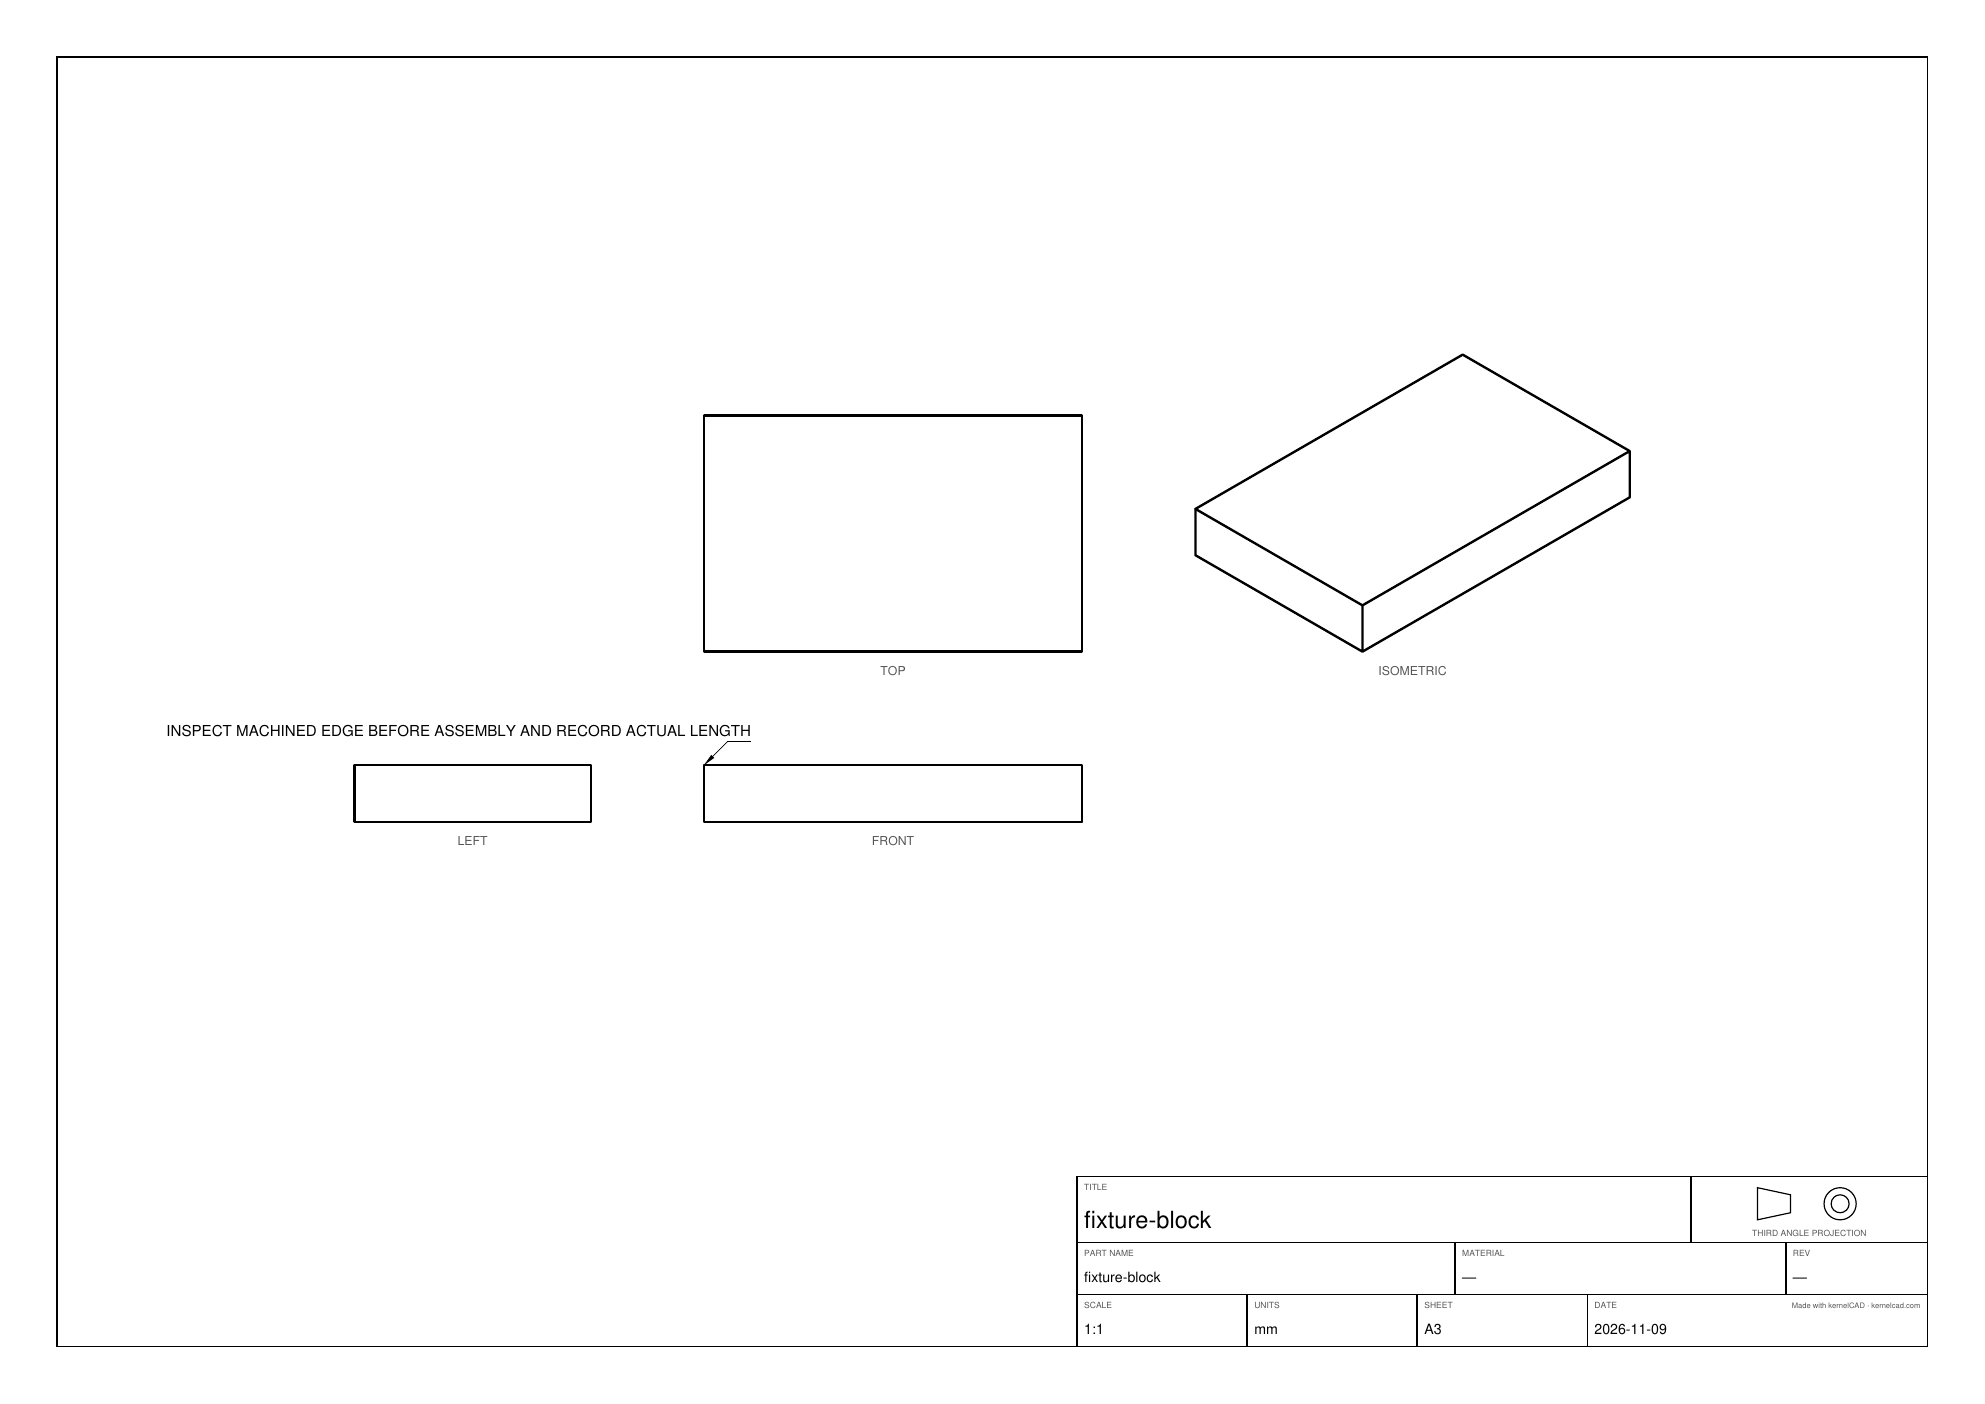 TOP
ISOMETRIC
INSPECT MACHINED EDGE BEFORE ASSEMBLY AND RECORD ACTUAL LENGTH
LEFT
FRONT
TITLE
fixture-block
THIRD ANGLE PROJECTION
PART NAME
fixture-block
MATERIAL
—
REV
—
SCALE
1:1
UNITS
mm
SHEET
A3
DATE
2026-11-09
Made with kernelCAD · kernelcad.com